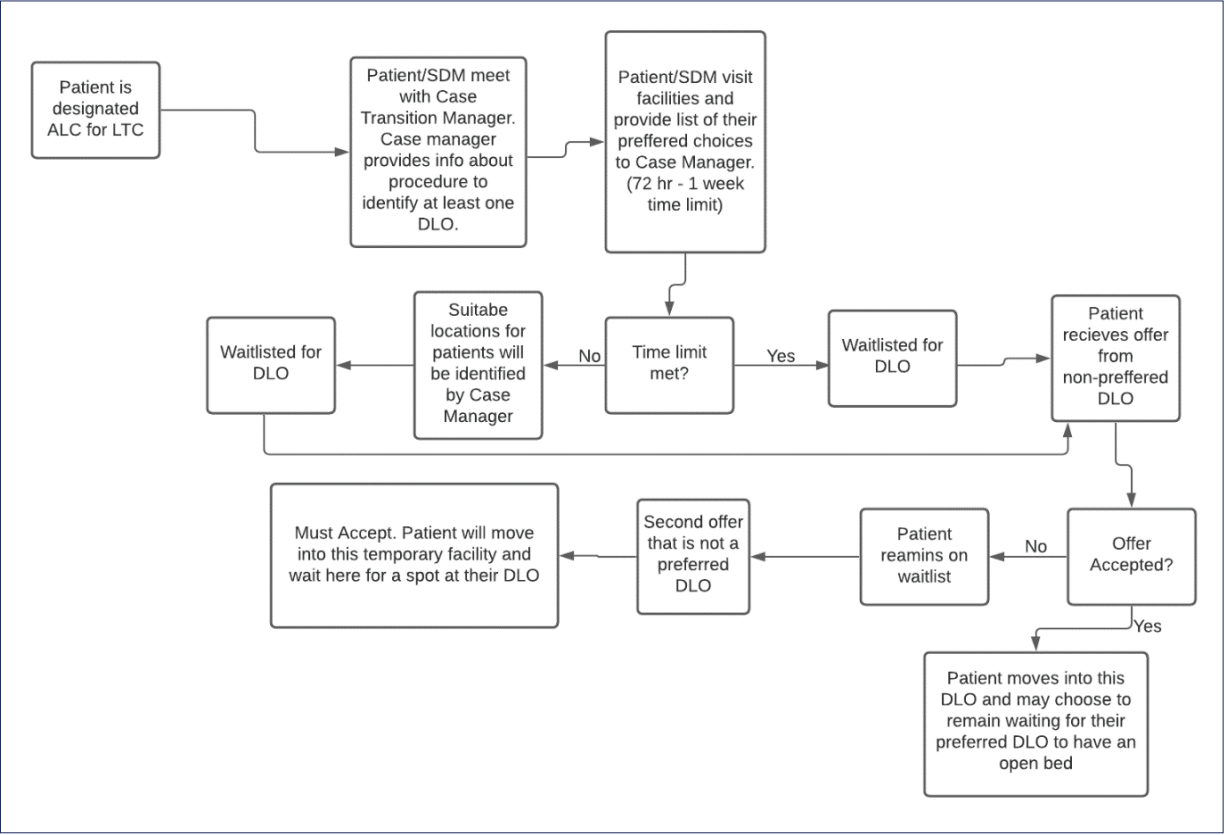 Patient is
designated
ALC for LTC
Patient/SDM meet
with Case
Transition Manager.
Case manager
provides info about
procedure to
identify at least one
DLO.
Patient/SDM visit
facilities and
provide list of their
preffered choices
to Case Manager.
(72 hr - 1 week
time limit)
Time limit
met?
No
Suitabe
locations for
patients will
be identified
by Case
Manager
Waitlisted for
DLO
Yes
Waitlisted for
DLO
Patient
recieves offer
from
non-preffered
DLO
Offer
Accepted?
No
Patient
reamins on
waitlist
Second offer
that is not a
preferred
DLO
Must Accept. Patient will move
into this temporary facility and
wait here for a spot at their DLO
Yes
Patient moves into this
DLO and may choose to
remain waiting for their
preferred DLO to have an
open bed